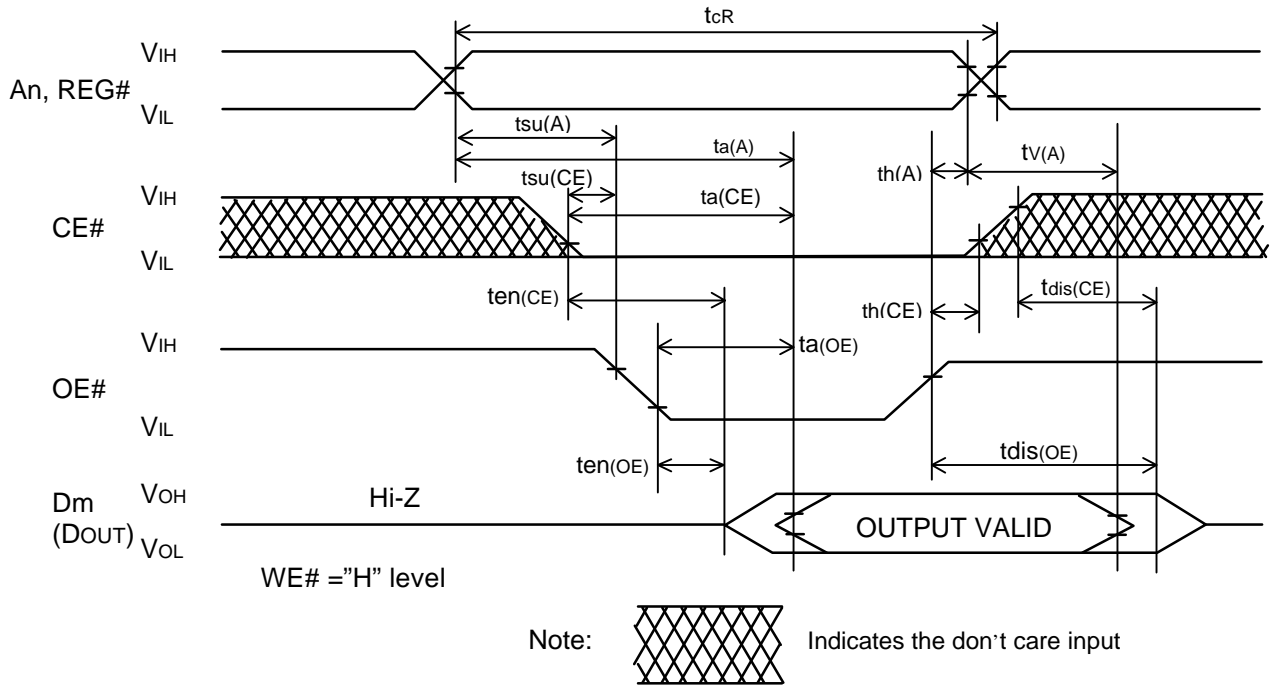 tcR
VIH
An, REG#
VIL
tsu(A)
ta(A)
th(A)
tV(A)
VIH
tsu(CE)
ta(CE)
CE#
VIL
ten(CE)
th(CE)
tdis(CE)
VIH
ta(OE)
OE#
VIL
ten(OE)
tdis(OE)
VOH
Hi-Z
Dm
(DOUT)
OUTPUT VALID
VOL
WE# =”H” level
Note:
Indicates the don’t care input